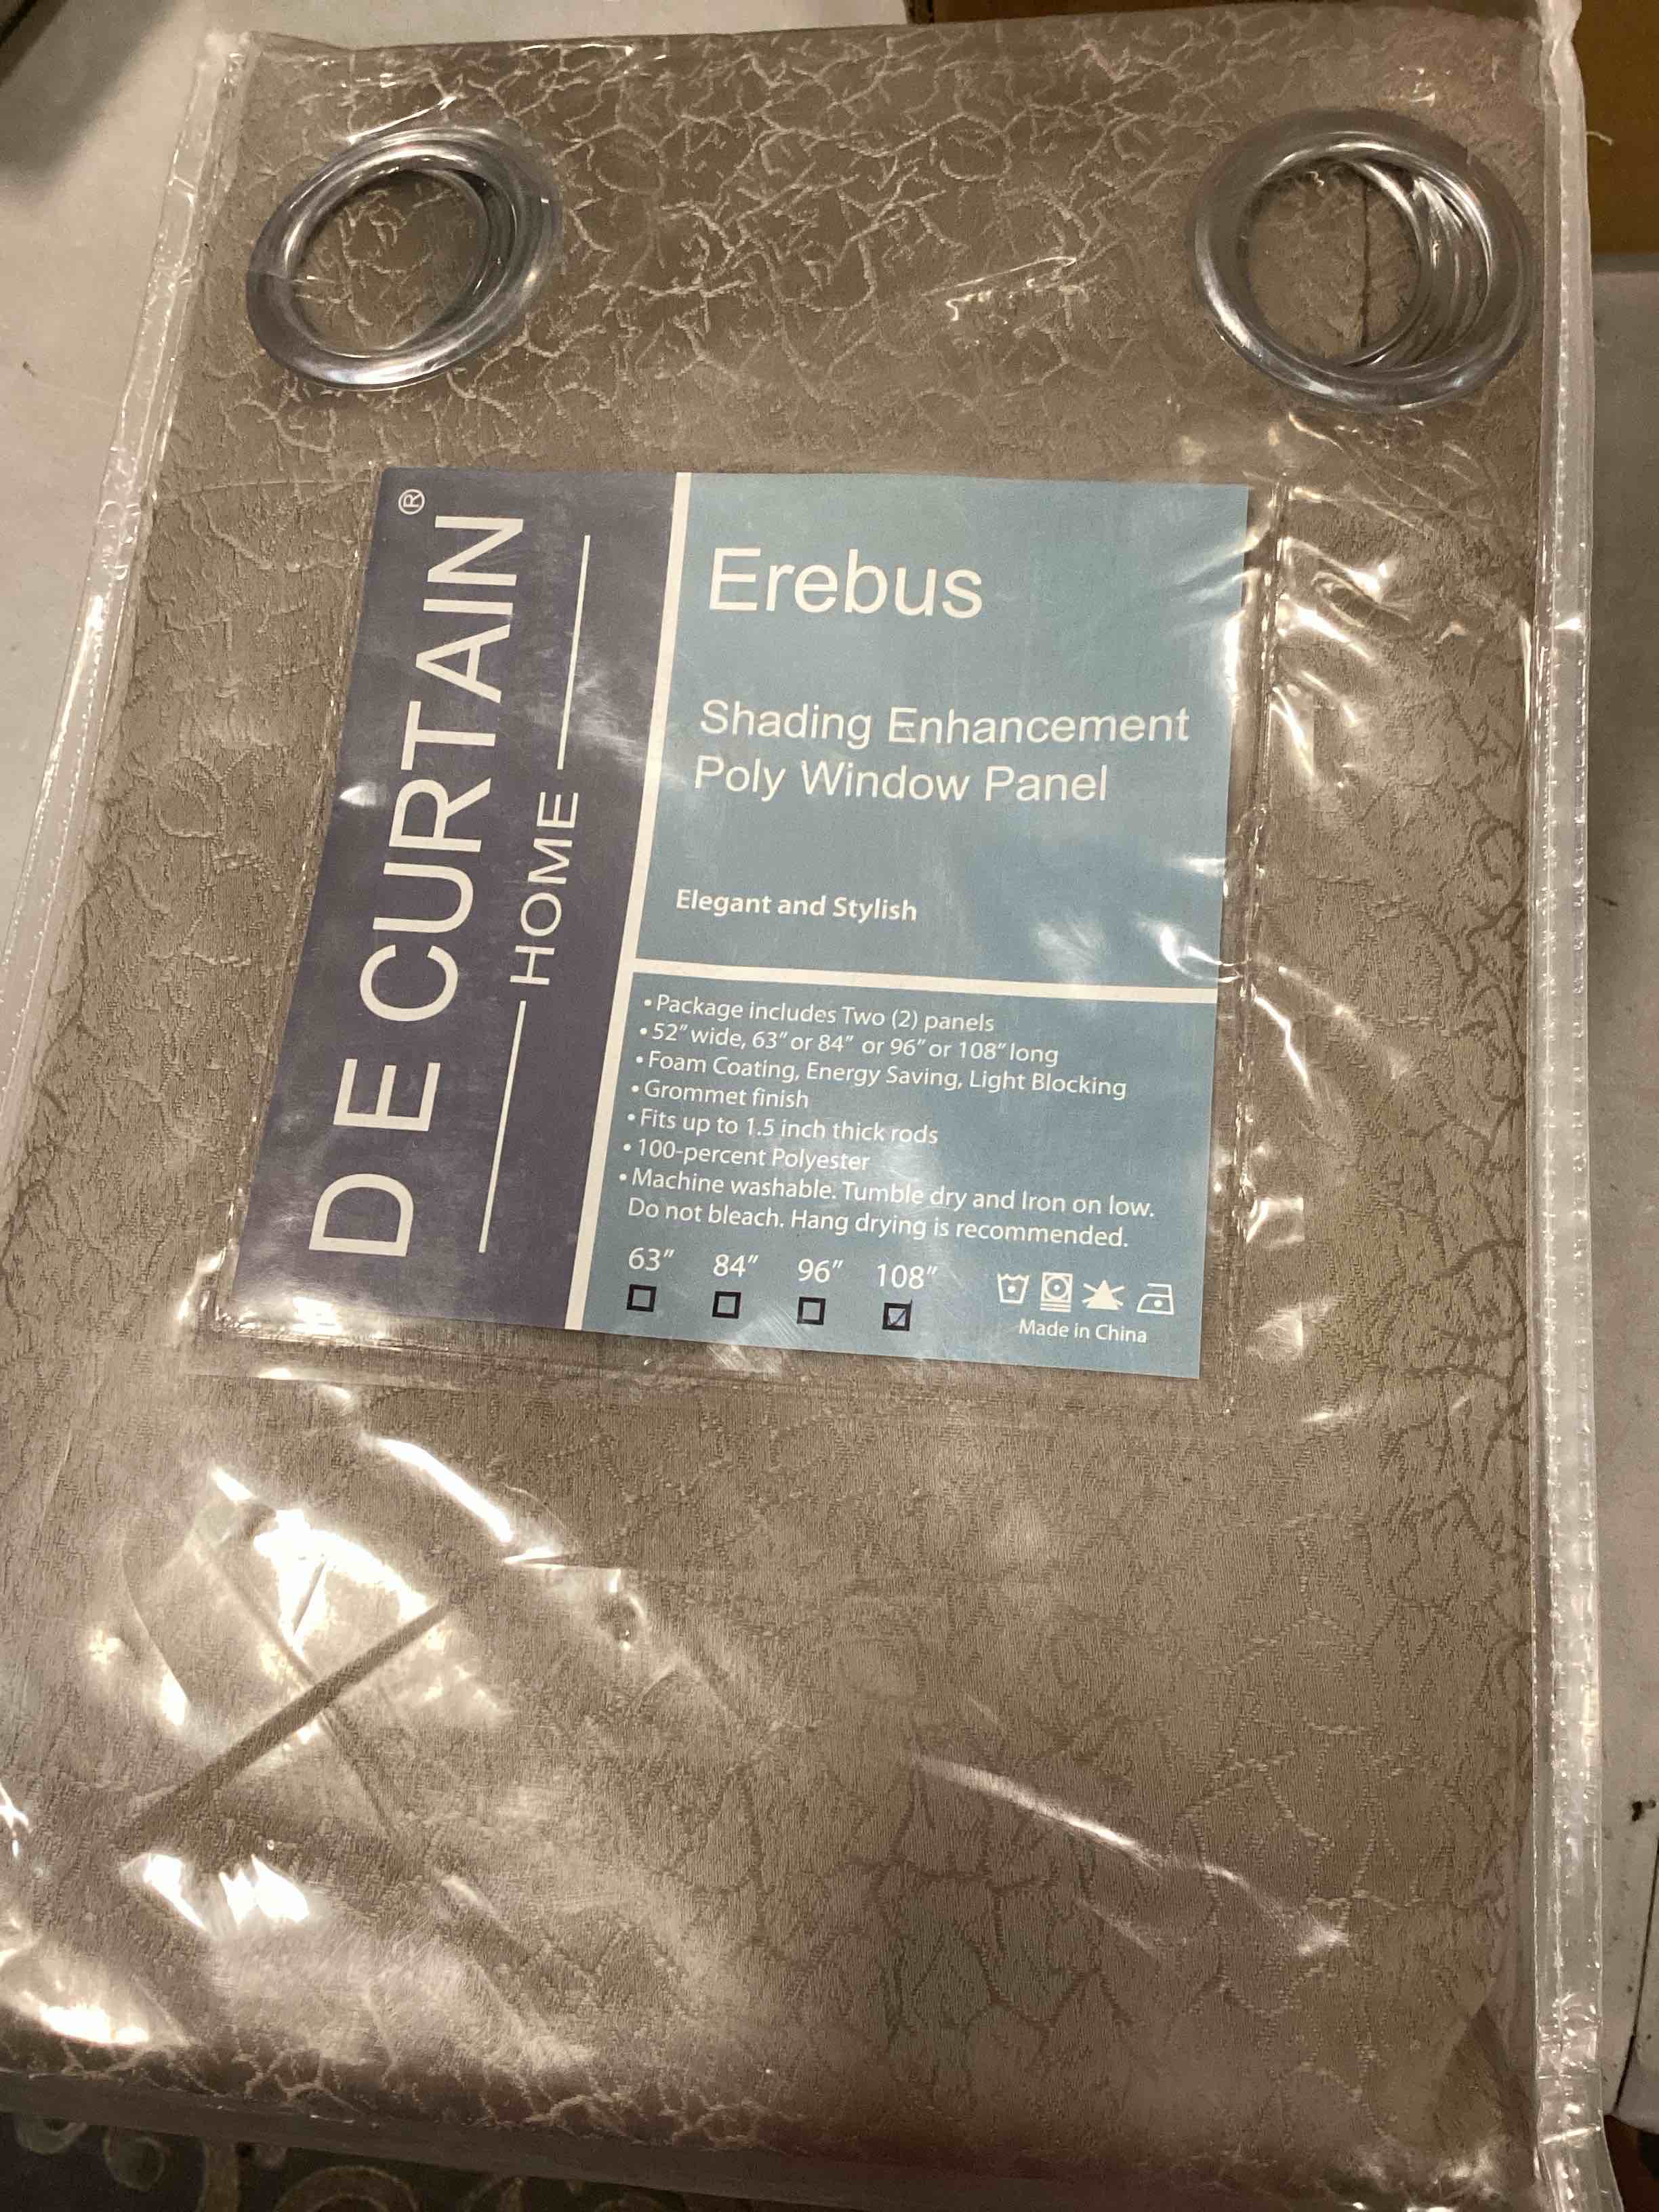 DE CURTAIN®
HOME
Erebus
Shading Enhancement
Poly Window Panel
Elegant and Stylish
• Package includes Two (2) panels
• 52" wide, 63" or 84" or 96" or 108" long
• Foam Coating, Energy Saving, Light Blocking
• Grommet finish
• Fits up to 1.5 inch thick rods
• 100-percent Polyester
• Machine washable. Tumble dry and Iron on low.
Do not bleach. Hang drying is recommended.
63" 84" 96" 108"
Made in China